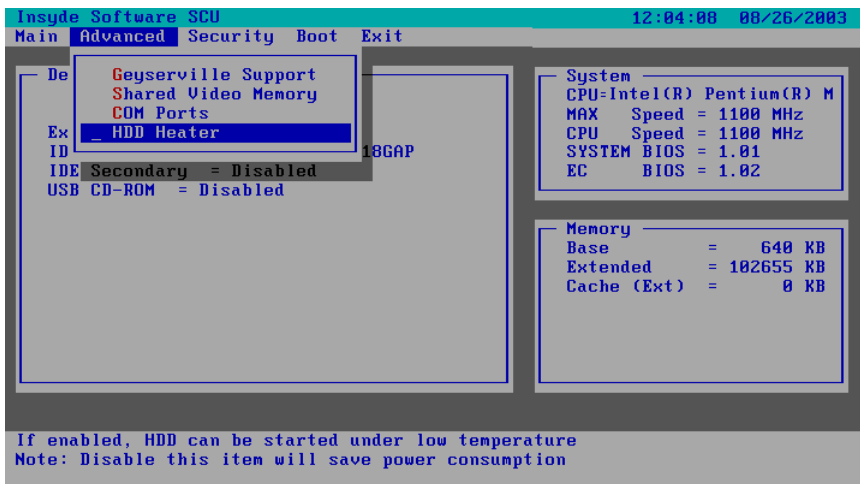 Insyde Software SCU 12:04:08 08/26/2003
Main Advanced Security Boot Exit
De
Geyserville Support
Shared Video Memory
COM Ports
Ex _ HDD Heater
ID 18GAP
IDE Secondary = Disabled
USB CD-ROM = Disabled
System
CPU=Intel(R) Pentium(R) M
MAX Speed = 1100 MHz
CPU Speed = 1100 MHz
SYSTEM BIOS = 1.01
EC BIOS = 1.02
Memory
Base = 640 KB
Extended = 102655 KB
Cache (Ext) = 0 KB
If enabled, HDD can be started under low temperature
Note: Disable this item will save power consumption